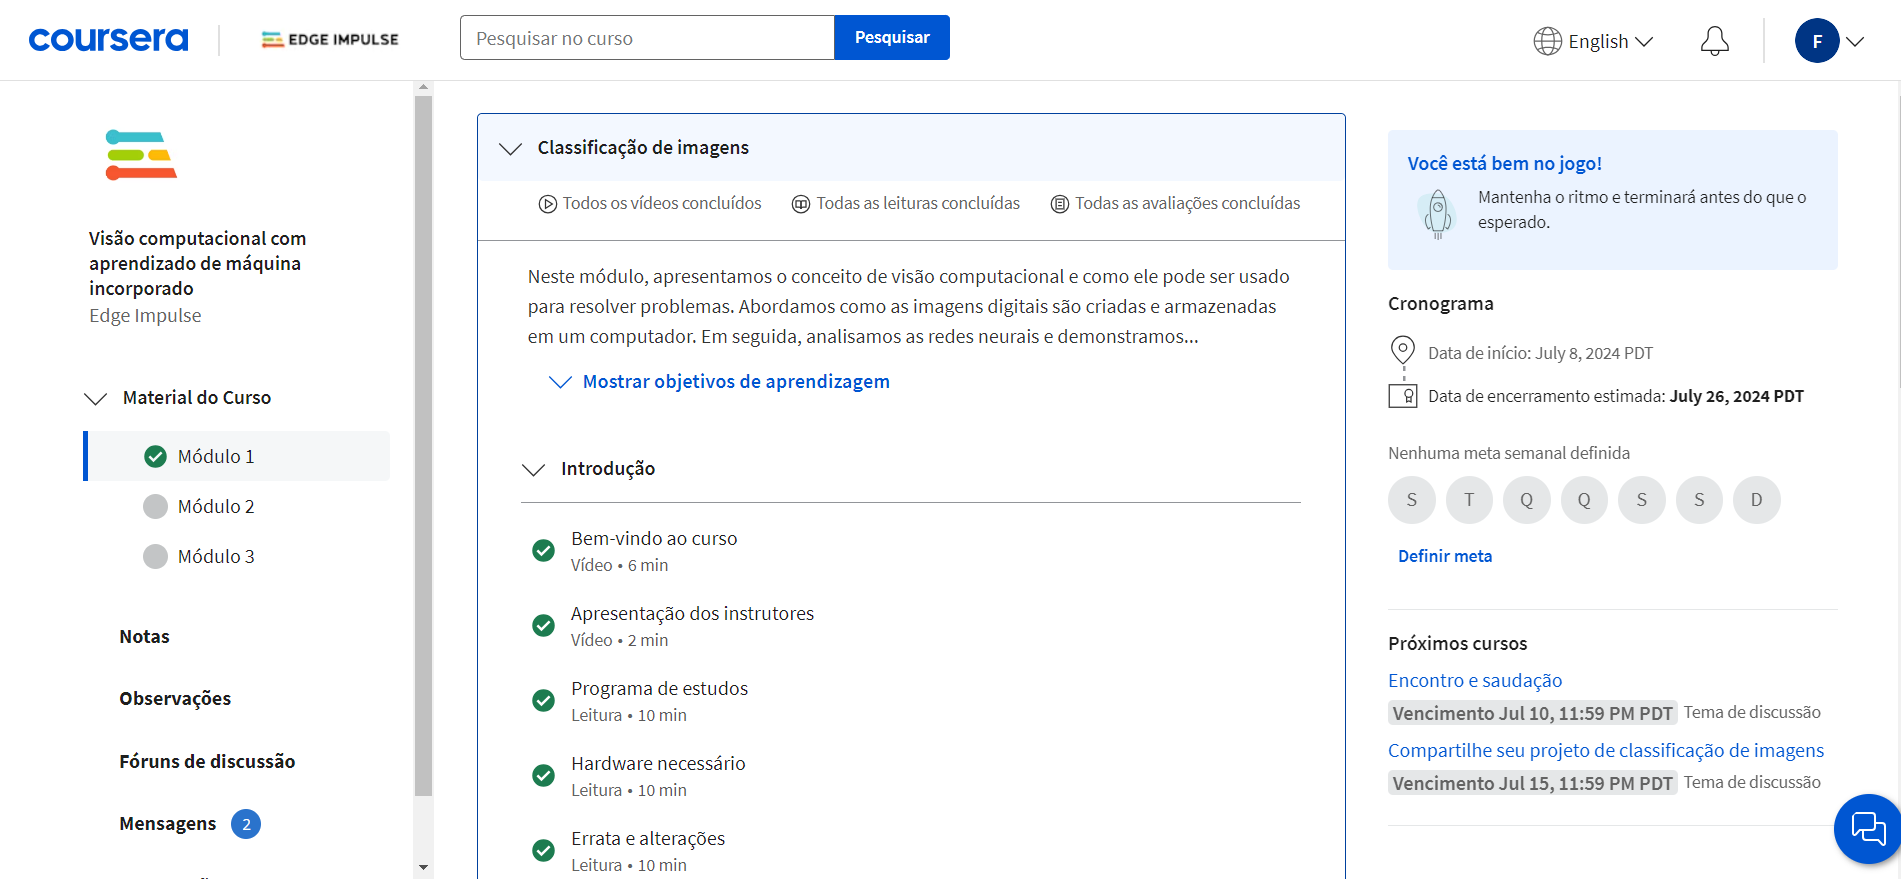 coursera
EDGE IMPULSE
Pesquisar no curso
Pesquisar
English
F
Visão computacional com
aprendizado de máquina
incorporado
Edge Impulse
Material do Curso
Módulo 1
Módulo 2
Módulo 3
Notas
Observações
Fóruns de discussão
Mensagens 2
Classificação de imagens
Todos os vídeos concluídos
Todas as leituras concluídas
Todas as avaliações concluídas
Neste módulo, apresentamos o conceito de visão computacional e como ele pode ser usado
para resolver problemas. Abordamos como as imagens digitais são criadas e armazenadas
em um computador. Em seguida, analisamos as redes neurais e demonstramos...
Mostrar objetivos de aprendizagem
Introdução
Bem-vindo ao curso
Vídeo • 6 min
Apresentação dos instrutores
Vídeo • 2 min
Programa de estudos
Leitura • 10 min
Hardware necessário
Leitura • 10 min
Errata e alterações
Leitura • 10 min
Você está bem no jogo!
Mantenha o ritmo e terminará antes do que o
esperado.
Cronograma
Data de início: July 8, 2024 PDT
Data de encerramento estimada: July 26, 2024 PDT
Nenhuma meta semanal definida
S T Q Q S S D
Definir meta
Próximos cursos
Encontro e saudação
Vencimento Jul 10, 11:59 PM PDT Tema de discussão
Compartilhe seu projeto de classificação de imagens
Vencimento Jul 15, 11:59 PM PDT Tema de discussão